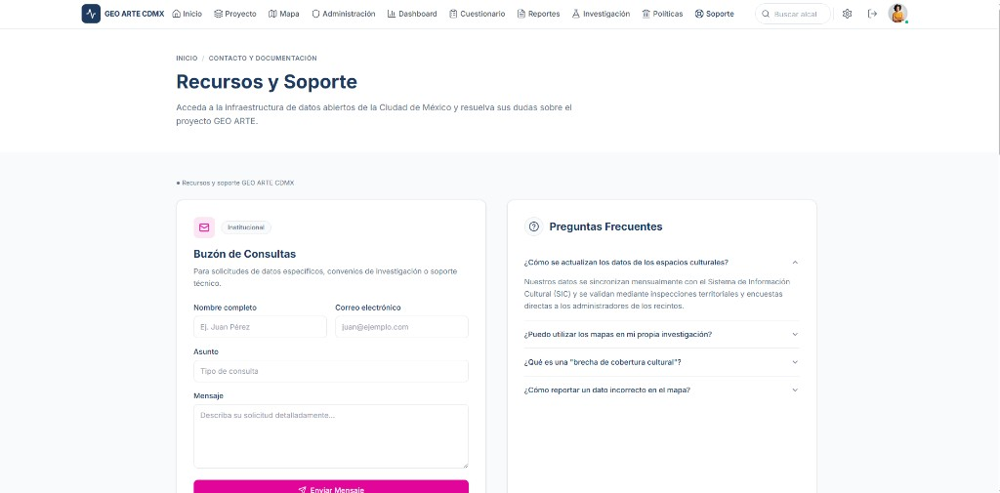 GEO ARTE CDMX Inicio Proyecto Mapa Administración Dashboard Cuestionario Reportes Investigación Políticas Soporte Buscar alcal
INICIO / CONTACTO Y DOCUMENTACIÓN
Recursos y Soporte
Acceda a la infraestructura de datos abiertos de la Ciudad de México y resuelva sus dudas sobre el
proyecto GEO ARTE.
Recursos y soporte GEO ARTE CDMX
Institucional
Buzón de Consultas
Para solicitudes de datos específicos, convenios de investigación o soporte
técnico.
Nombre completo
Ej. Juan Pérez
Correo electrónico
juan@ejemplo.com
Asunto
Tipo de consulta
Mensaje
Describa su solicitud detalladamente...
Enviar Mensaje
Preguntas Frecuentes
¿Cómo se actualizan los datos de los espacios culturales?
Nuestros datos se sincronizan mensualmente con el Sistema de Información
Cultural (SIC) y se validan mediante inspecciones territoriales y encuestas
directas a los administradores de los recintos.
¿Puedo utilizar los mapas en mi propia investigación?
¿Qué es una "brecha de cobertura cultural"?
¿Cómo reportar un dato incorrecto en el mapa?